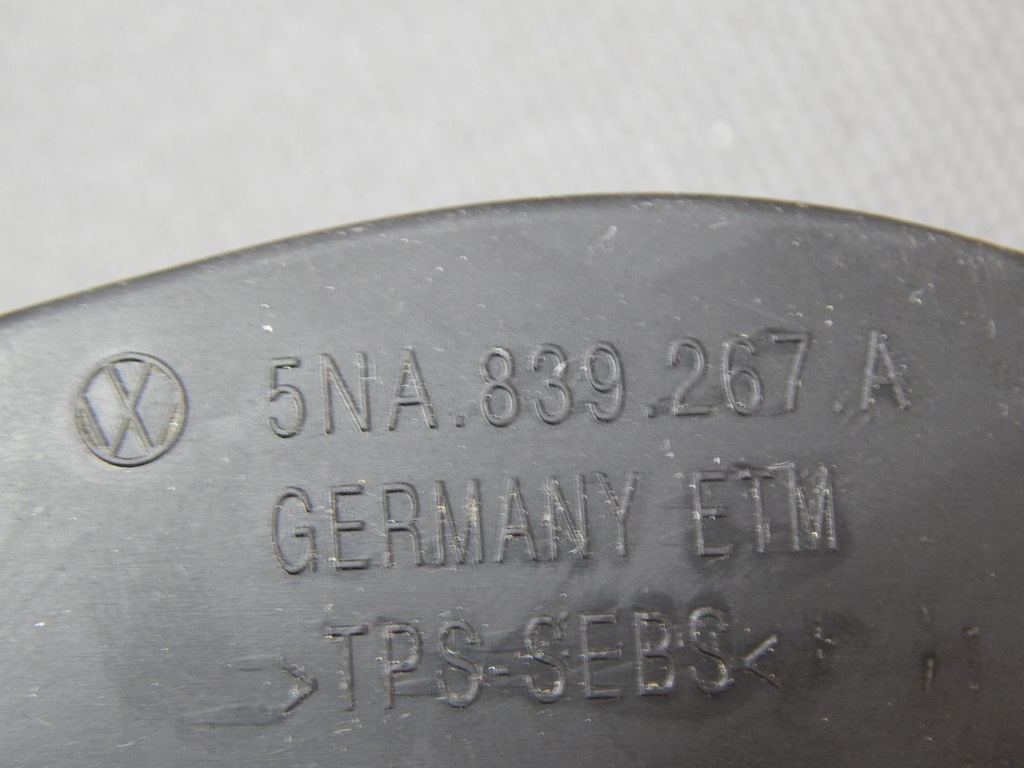 5NA.839.267.A
GERMANY ETM
>TPS-SEBS<